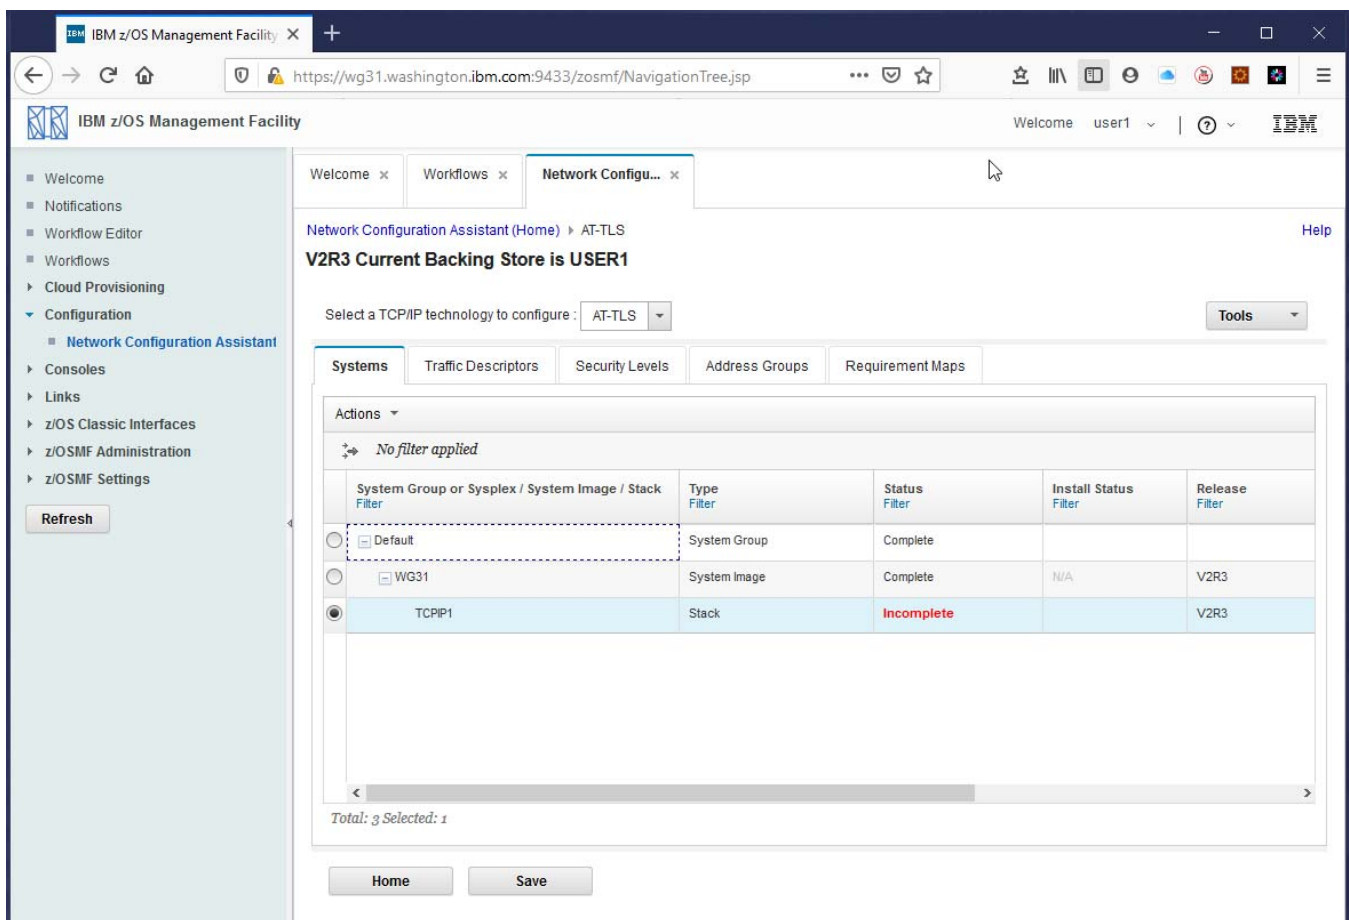 IBM IBM z/OS Management Facility
https://wg31.washington.ibm.com:9433/zosmf/NavigationTree.jsp
IBM z/OS Management Facility
Welcome user1
IBM
Welcome
Notifications
Workflow Editor
Workflows
Cloud Provisioning
Configuration
Network Configuration Assistant
Consoles
Links
z/OS Classic Interfaces
z/OSMF Administration
z/OSMF Settings
Refresh
Welcome Workflows Network Configu...
Network Configuration Assistant (Home) AT-TLS Help
V2R3 Current Backing Store is USER1
Select a TCP/IP technology to configure : AT-TLS Tools
Systems Traffic Descriptors Security Levels Address Groups Requirement Maps
Actions
No filter applied
System Group or Sysplex / System Image / Stack Type Status Install Status Release
Filter Filter Filter Filter Filter
Default System Group Complete
WG31 System Image Complete N/A V2R3
TCPIP1 Stack Incomplete V2R3
Total: 3 Selected: 1
Home Save